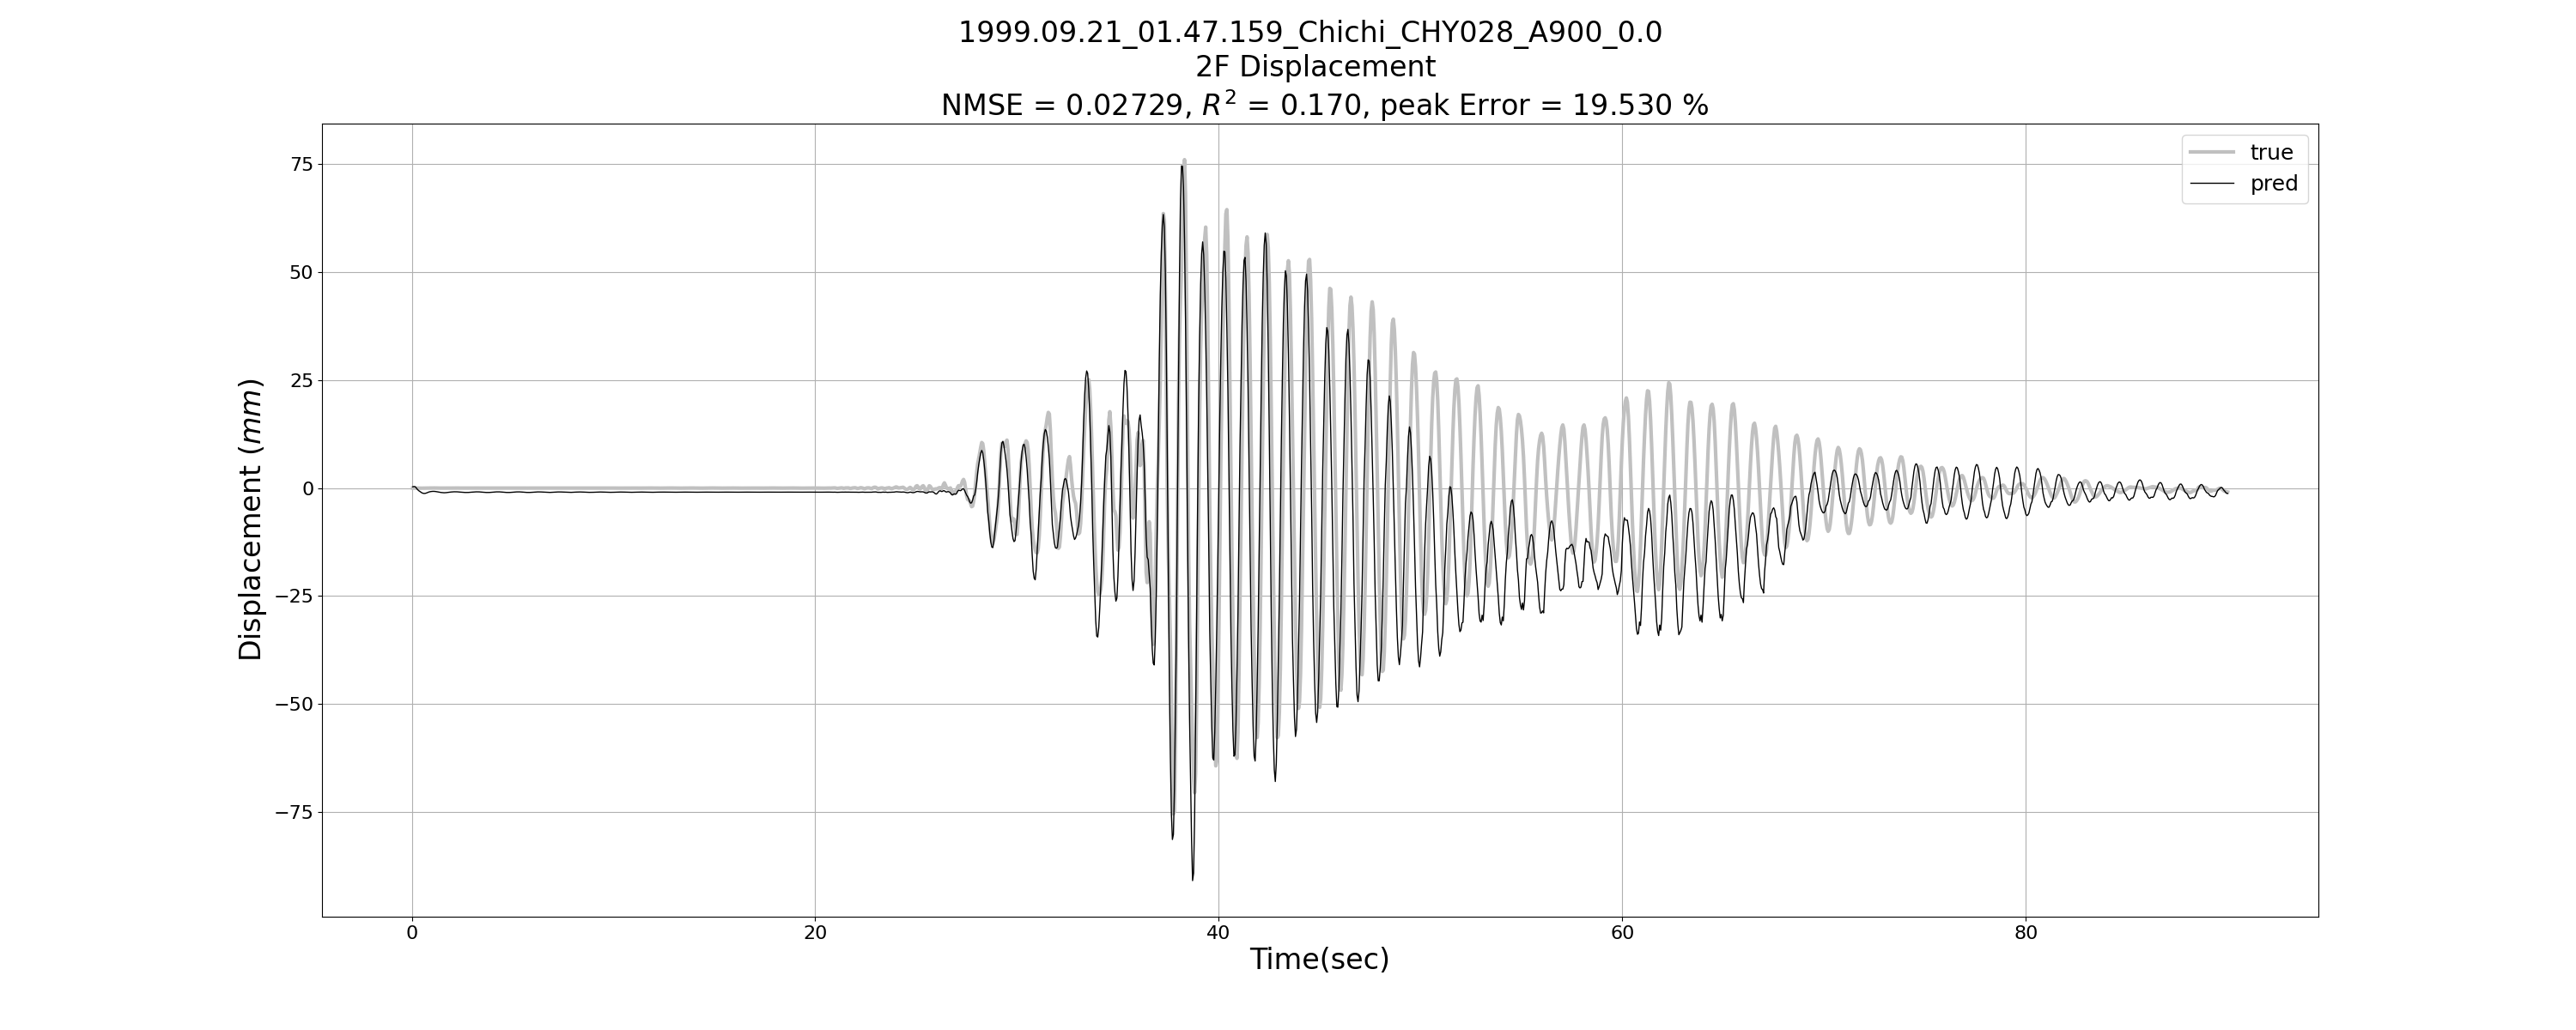 1999.09.21_01.47.159_Chichi_CHY028_A900_0.0
2F Displacement
NMSE = 0.02729, R² = 0.170, peak Error = 19.530 %
true
pred
Displacement (mm)
75
50
25
0
−25
−50
−75
0 20 40 60 80
Time(sec)